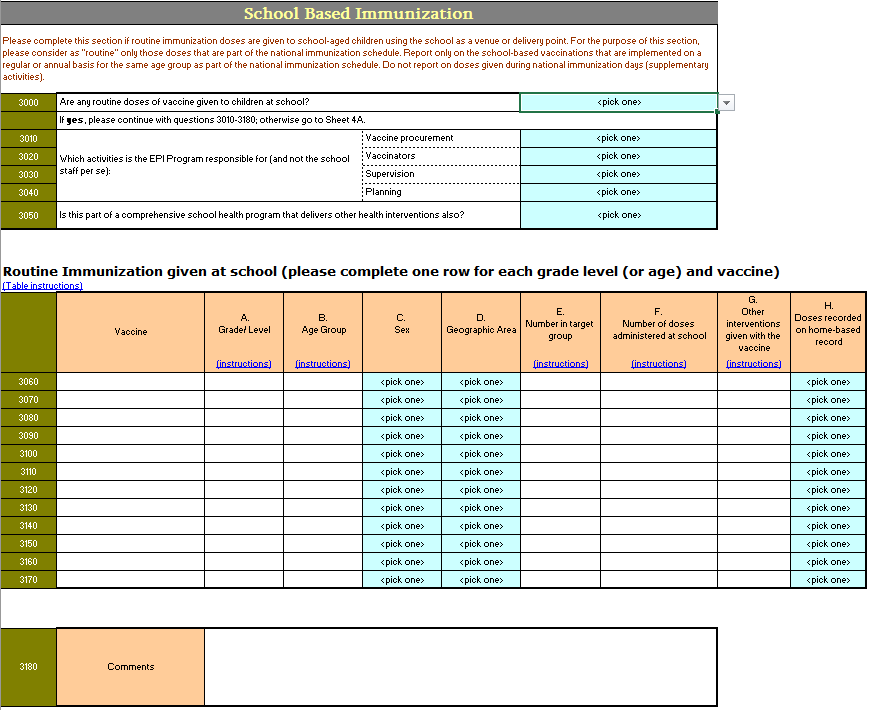 School Based Immunization
Please complete this section if routine immunization doses are given to school-aged children using the school as a venue or delivery point. For the purpose of this section,
please consider as "routine" only those doses that are part of the national immunization schedule. Report only on the school-based vaccinations that are implemented on a
regular or annual basis for the same age group as part of the national immunization schedule. Do not report on doses given during national immunization days (supplementary
activities).
3000 Are any routine doses of vaccine given to children at school? <pick one>
If yes, please continue with questions 3010-3180; otherwise go to Sheet 4A.
3010 Vaccine procurement <pick one>
Which activities is the EPI Program responsible for (and not the school
staff per se):
3020 Vaccinators <pick one>
3030 Supervision <pick one>
3040 Planning <pick one>
3050 Is this part of a comprehensive school health program that delivers other health interventions also? <pick one>
Routine Immunization given at school (please complete one row for each grade level (or age) and vaccine)
(Table instructions)
Vaccine
A.
Grade/ Level
(instructions)
B.
Age Group
(instructions)
C.
Sex
D.
Geographic Area
E.
Number in target
group
(instructions)
F.
Number of doses
administered at school
(instructions)
G.
Other
interventions
given with the
vaccine
(instructions)
H.
Doses recorded
on home-based
record
3060 <pick one> <pick one> <pick one>
3070 <pick one> <pick one> <pick one>
3080 <pick one> <pick one> <pick one>
3090 <pick one> <pick one> <pick one>
3100 <pick one> <pick one> <pick one>
3110 <pick one> <pick one> <pick one>
3120 <pick one> <pick one> <pick one>
3130 <pick one> <pick one> <pick one>
3140 <pick one> <pick one> <pick one>
3150 <pick one> <pick one> <pick one>
3160 <pick one> <pick one> <pick one>
3170 <pick one> <pick one> <pick one>
3180 Comments